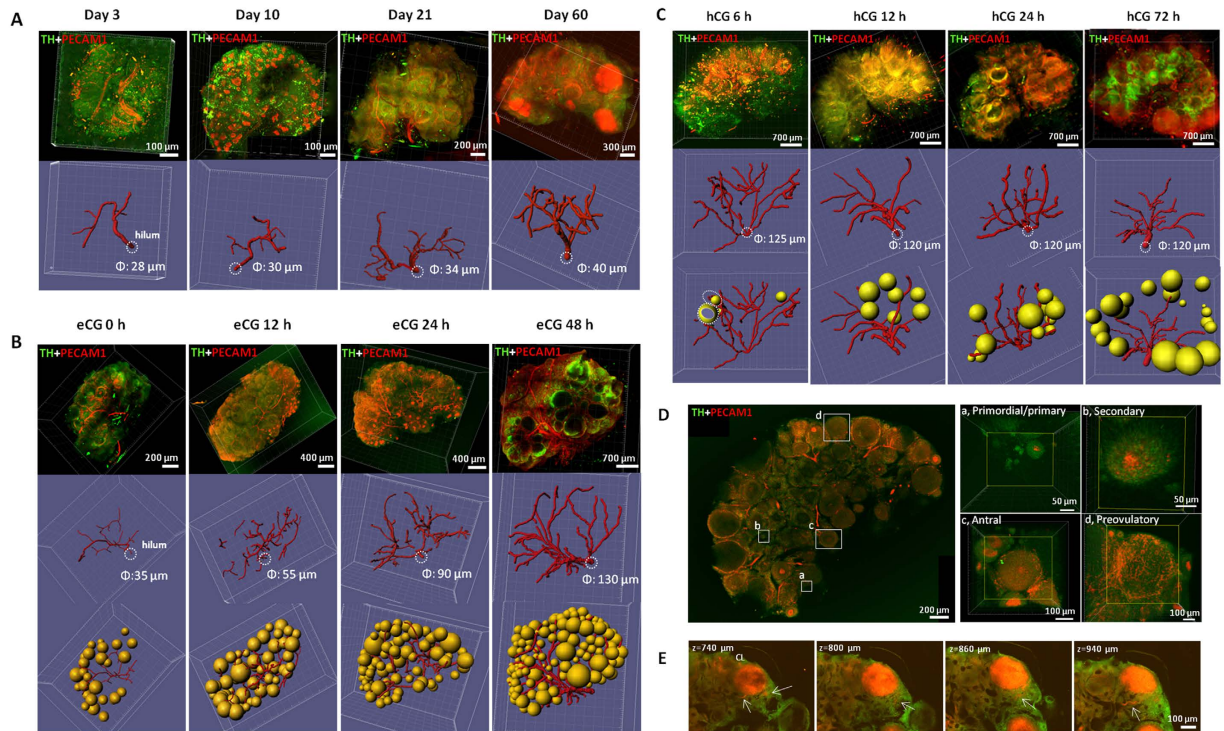 A
Day 3
Day 10
Day 21
Day 60
TH+PECAM1
TH+PECAM1
TH+PECAM1
TH+PECAM1
100 μm
100 μm
200 μm
300 μm
hilum
Φ: 28 μm
Φ: 30 μm
Φ: 34 μm
Φ: 40 μm
B
eCG 0 h
eCG 12 h
eCG 24 h
eCG 48 h
TH+PECAM1
TH+PECAM1
TH+PECAM1
TH+PECAM1
200 μm
400 μm
400 μm
700 μm
hilum
Φ:35 μm
Φ: 55 μm
Φ: 90 μm
Φ: 130 μm
C
hCG 6 h
hCG 12 h
hCG 24 h
hCG 72 h
TH+PECAM1
TH+PECAM1
TH+PECAM1
TH+PECAM1
700 μm
700 μm
700 μm
700 μm
Φ: 125 μm
Φ: 120 μm
Φ: 120 μm
Φ: 120 μm
D
TH+PECAM1
d
b
c
a
200 μm
a, Primordial/primary
b, Secondary
50 μm
50 μm
c, Antral
d, Preovulatory
100 μm
100 μm
E
z=740 μm
CL
z=800 μm
z=860 μm
z=940 μm
100 μm